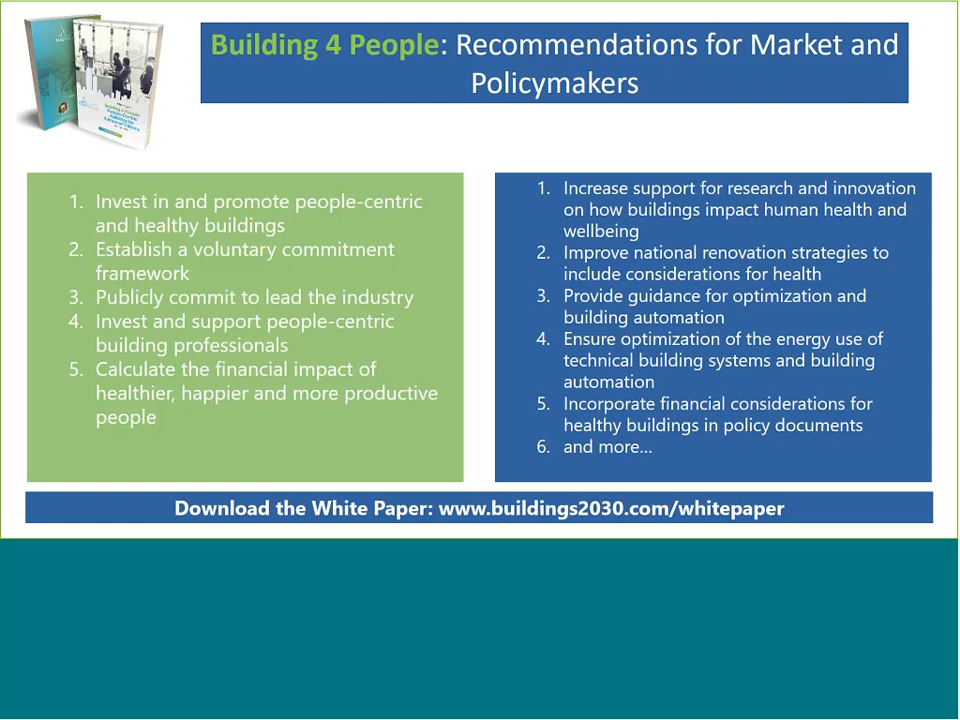 Building 4 People: Recommendations for Market and
Policymakers
1. Invest in and promote people-centric
and healthy buildings
2. Establish a voluntary commitment
framework
3. Publicly commit to lead the industry
4. Invest and support people-centric
building professionals
5. Calculate the financial impact of
healthier, happier and more productive
people
1. Increase support for research and innovation
on how buildings impact human health and
wellbeing
2. Improve national renovation strategies to
include considerations for health
3. Provide guidance for optimization and
building automation
4. Ensure optimization of the energy use of
technical building systems and building
automation
5. Incorporate financial considerations for
healthy buildings in policy documents
6. and more...
Download the White Paper: www.buildings2030.com/whitepaper